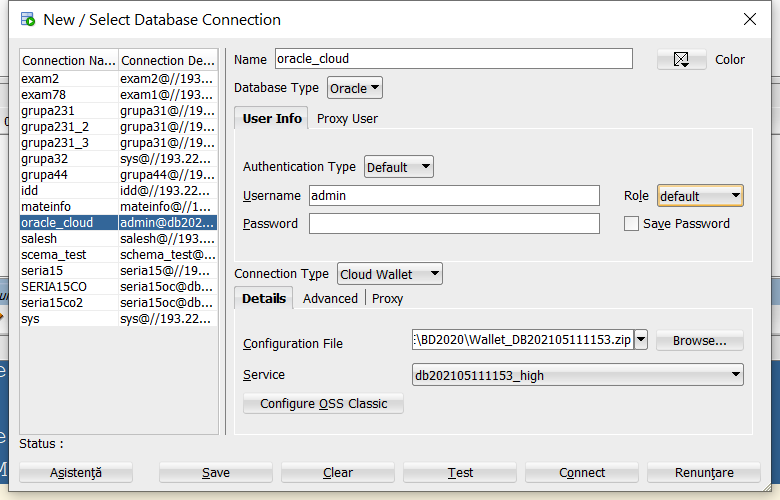 New / Select Database Connection
Connection Na... Connection De...
exam2 exam2@//193...
exam78 exam1@//193...
grupa231 grupa31@//19...
grupa231_2 grupa31@//19...
grupa231_3 grupa31@//19...
grupa32 sys@//193.22...
grupa44 grupa44@//19...
idd idd@//193.22...
mateinfo mateinfo@//1...
oracle_cloud admin@db202...
salesh salesh@//193....
scema_test schema_test@...
seria15 seria15@//19...
SERIA15CO seria15oc@db...
seria15co2 seria15oc@db...
sys sys@//193.22...
Name oracle_cloud Color
Database Type Oracle
User Info Proxy User
Authentication Type Default
Username admin Role default
Password Save Password
Connection Type Cloud Wallet
Details Advanced Proxy
Configuration File :\BD2020\Wallet_DB202105111153.zip Browse...
Service db202105111153_high
Configure OSS Classic
Status :
Asistență Save Clear Test Connect Renunțare